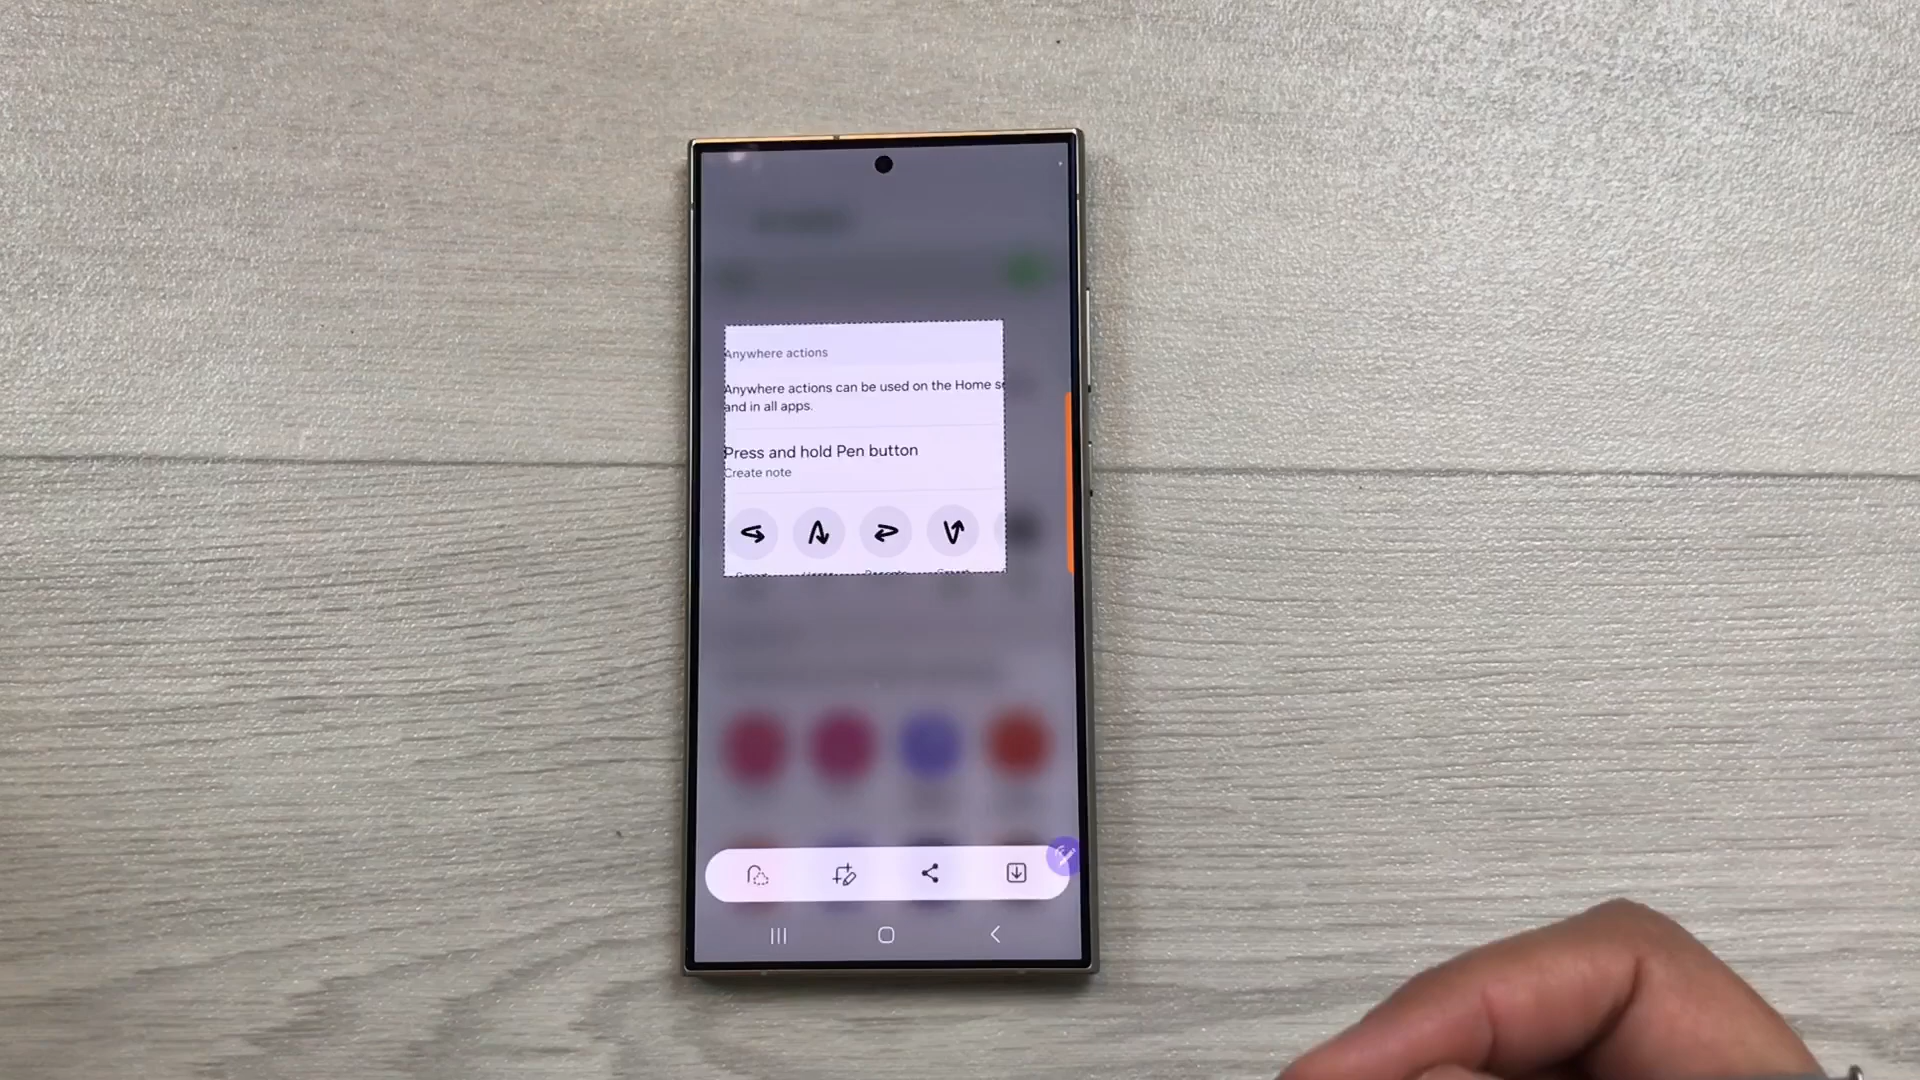 Anywhere actions
Anywhere actions can be used on the Home
and in all apps.
Press and hold Pen button
Create note